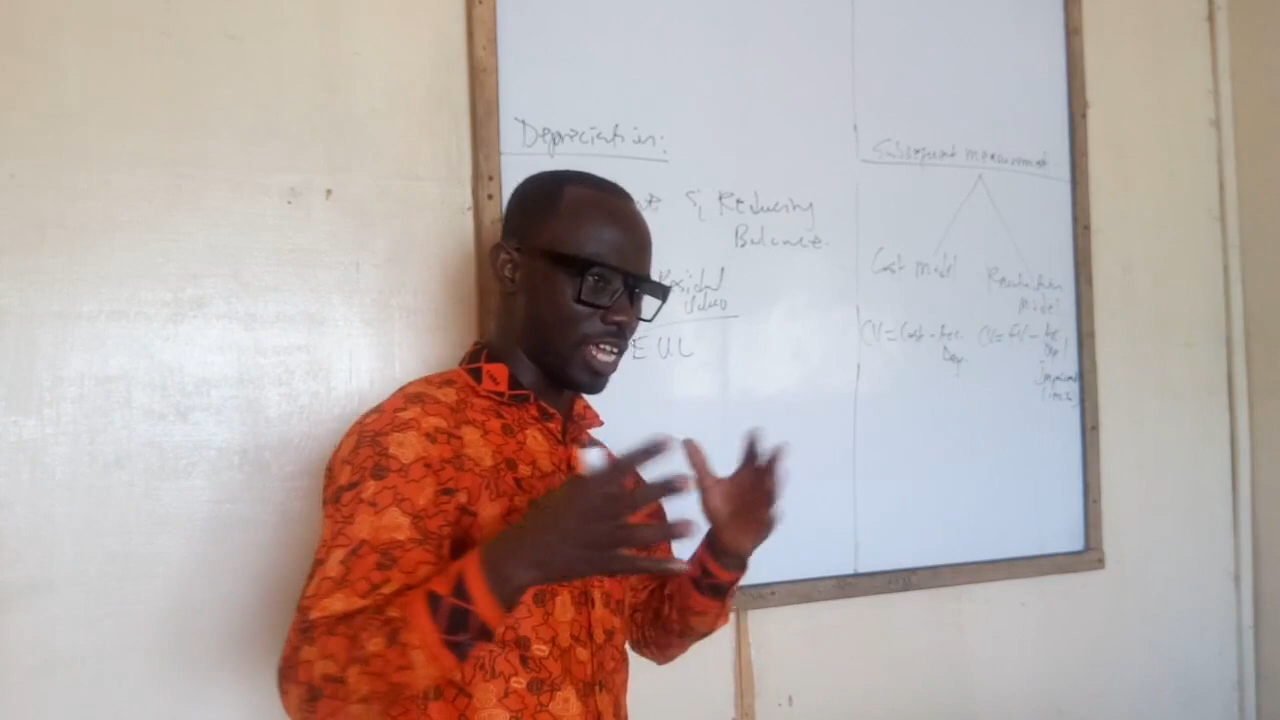 Depreciation:
& Reducing
Balance.
Residual
Value
EUL
Subsequent measurement
Cost Model
Revaluation
Model
CV = Cost - Acc.
Dep.
CV = FV - Acc.
Dep /
Impairment